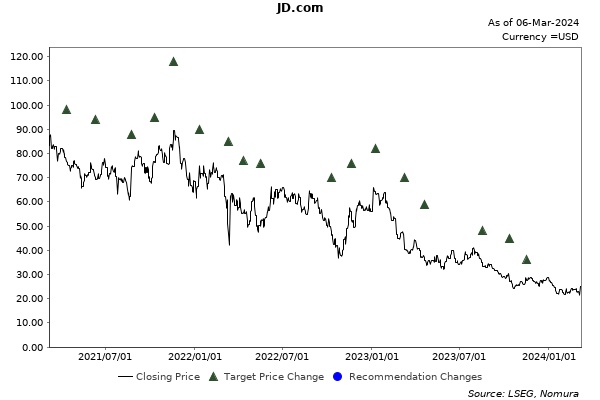 JD.com
As of 06-Mar-2024
Currency =USD
120.00
110.00
100.00
90.00
80.00
70.00
60.00
50.00
40.00
30.00
20.00
10.00
0.00
2021/07/01 2022/01/01 2022/07/01 2023/01/01 2023/07/01 2024/01/01
Closing Price Target Price Change Recommendation Changes
Source: LSEG, Nomura